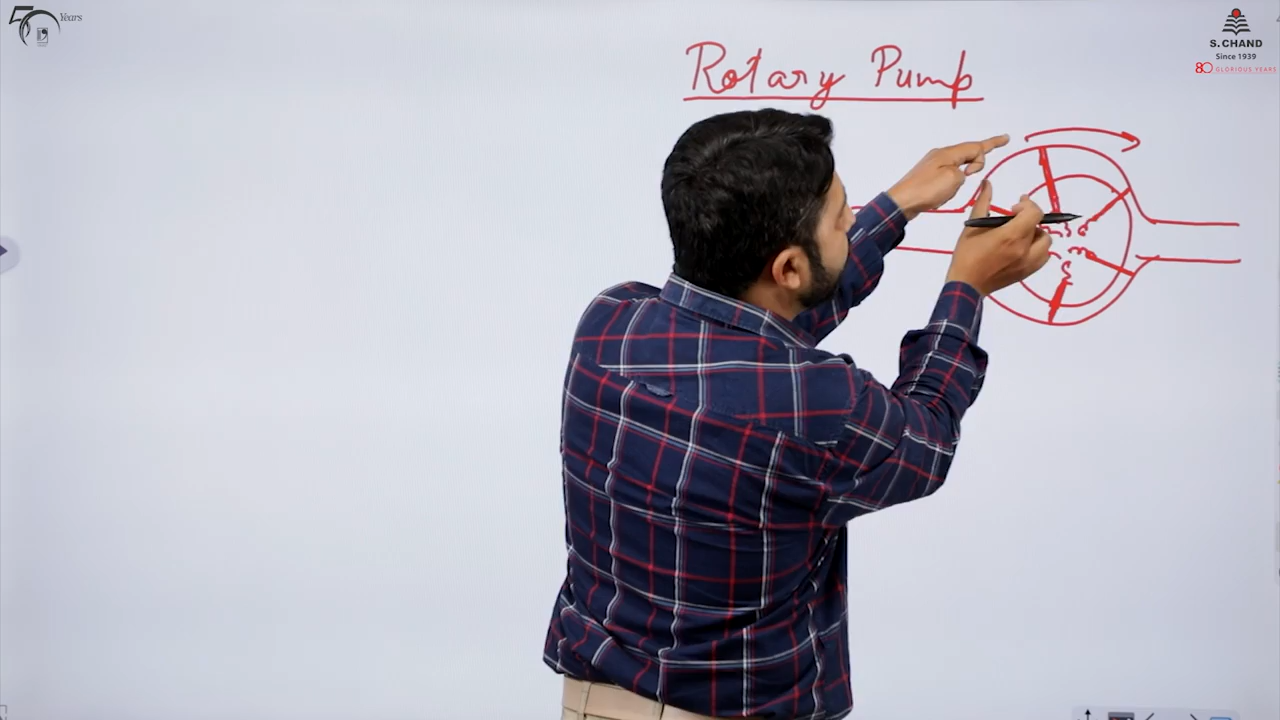 Years
S.CHAND
Since 1939
80 GLORIOUS YEARS
Rotary Pump